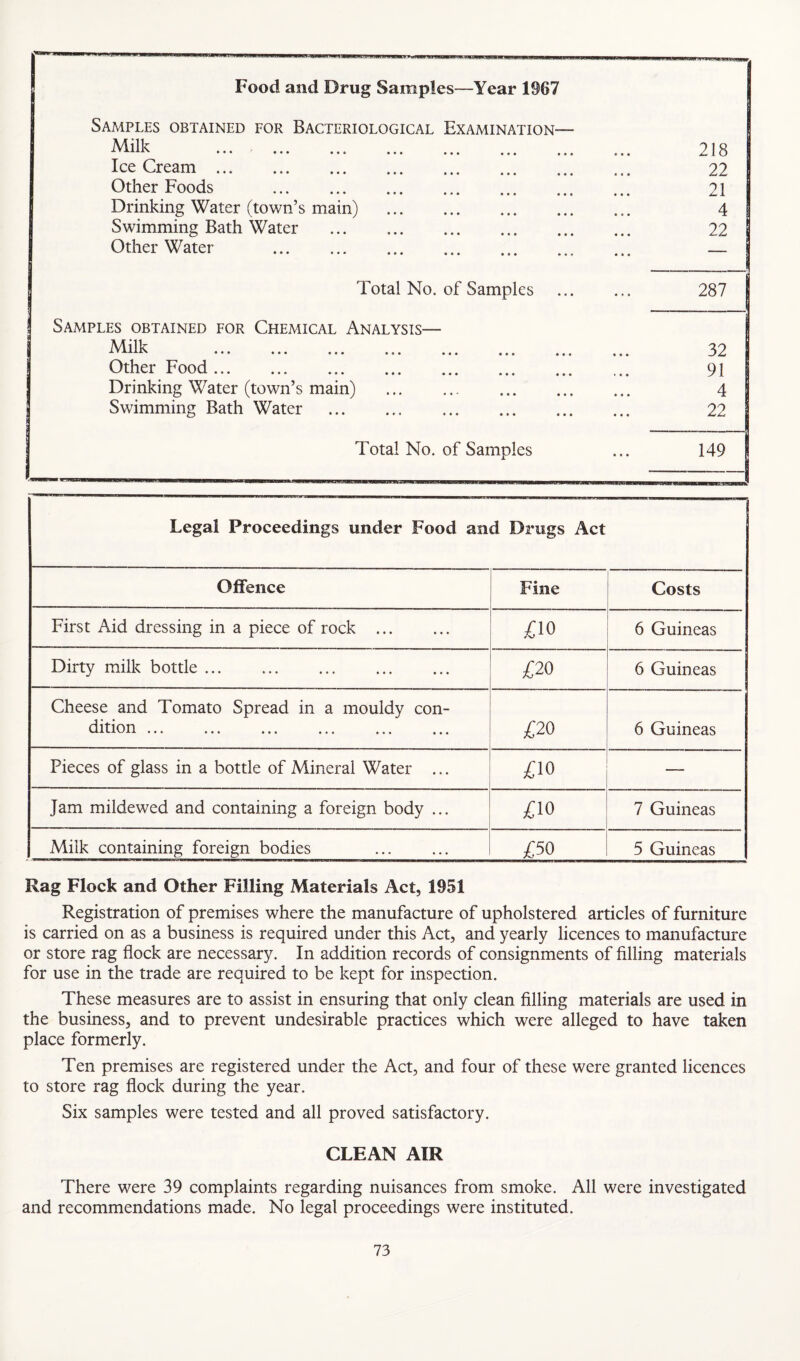 Food and Drug Samples—Year 1967
Samples obtained for Bacteriological Examination—
Milk ... ... ... ... ... ... ... ... 218
Ice Cream ... ... ... ... ... ... ... ... 22
Other Foods ... ... ... ... ... ... ... 21
Drinking Water (town's main) ... ... ... ... ... 4
Swimming Bath Water ... ... ... ... ... ... 22
Other Water ... ... ... ... ... ... ... —
Total No. of Samples ... ... 287
Samples obtained for Chemical Analysis—
Milk ... ... ... ... ... ... ... ... 32
Other Food ... ... ... ... ... ... ... ... 91
Drinking Water (town's main) ... ... ... ... ... 4
Swimming Bath Water ... ... ... ... ... ... 22
Total No. of Samples ... 149
Legal Proceedings under Food and Drugs Act
Offence Fine Costs
First Aid dressing in a piece of rock ... ... £10 6 Guineas
Dirty milk bottle ... ... ... ... ... £20 6 Guineas
Cheese and Tomato Spread in a mouldy con-
dition ... ... ... ... ... ... £20 6 Guineas
Pieces of glass in a bottle of Mineral Water ... £10 —
Jam mildewed and containing a foreign body ... £10 7 Guineas
Milk containing foreign bodies ... ... £50 5 Guineas
Rag Flock and Other Filling Materials Act, 1951
Registration of premises where the manufacture of upholstered articles of furniture
is carried on as a business is required under this Act, and yearly licences to manufacture
or store rag flock are necessary. In addition records of consignments of filling materials
for use in the trade are required to be kept for inspection.
These measures are to assist in ensuring that only clean filling materials are used in
the business, and to prevent undesirable practices which were alleged to have taken
place formerly.
Ten premises are registered under the Act, and four of these were granted licences
to store rag flock during the year.
Six samples were tested and all proved satisfactory.
CLEAN AIR
There were 39 complaints regarding nuisances from smoke. All were investigated
and recommendations made. No legal proceedings were instituted.
73